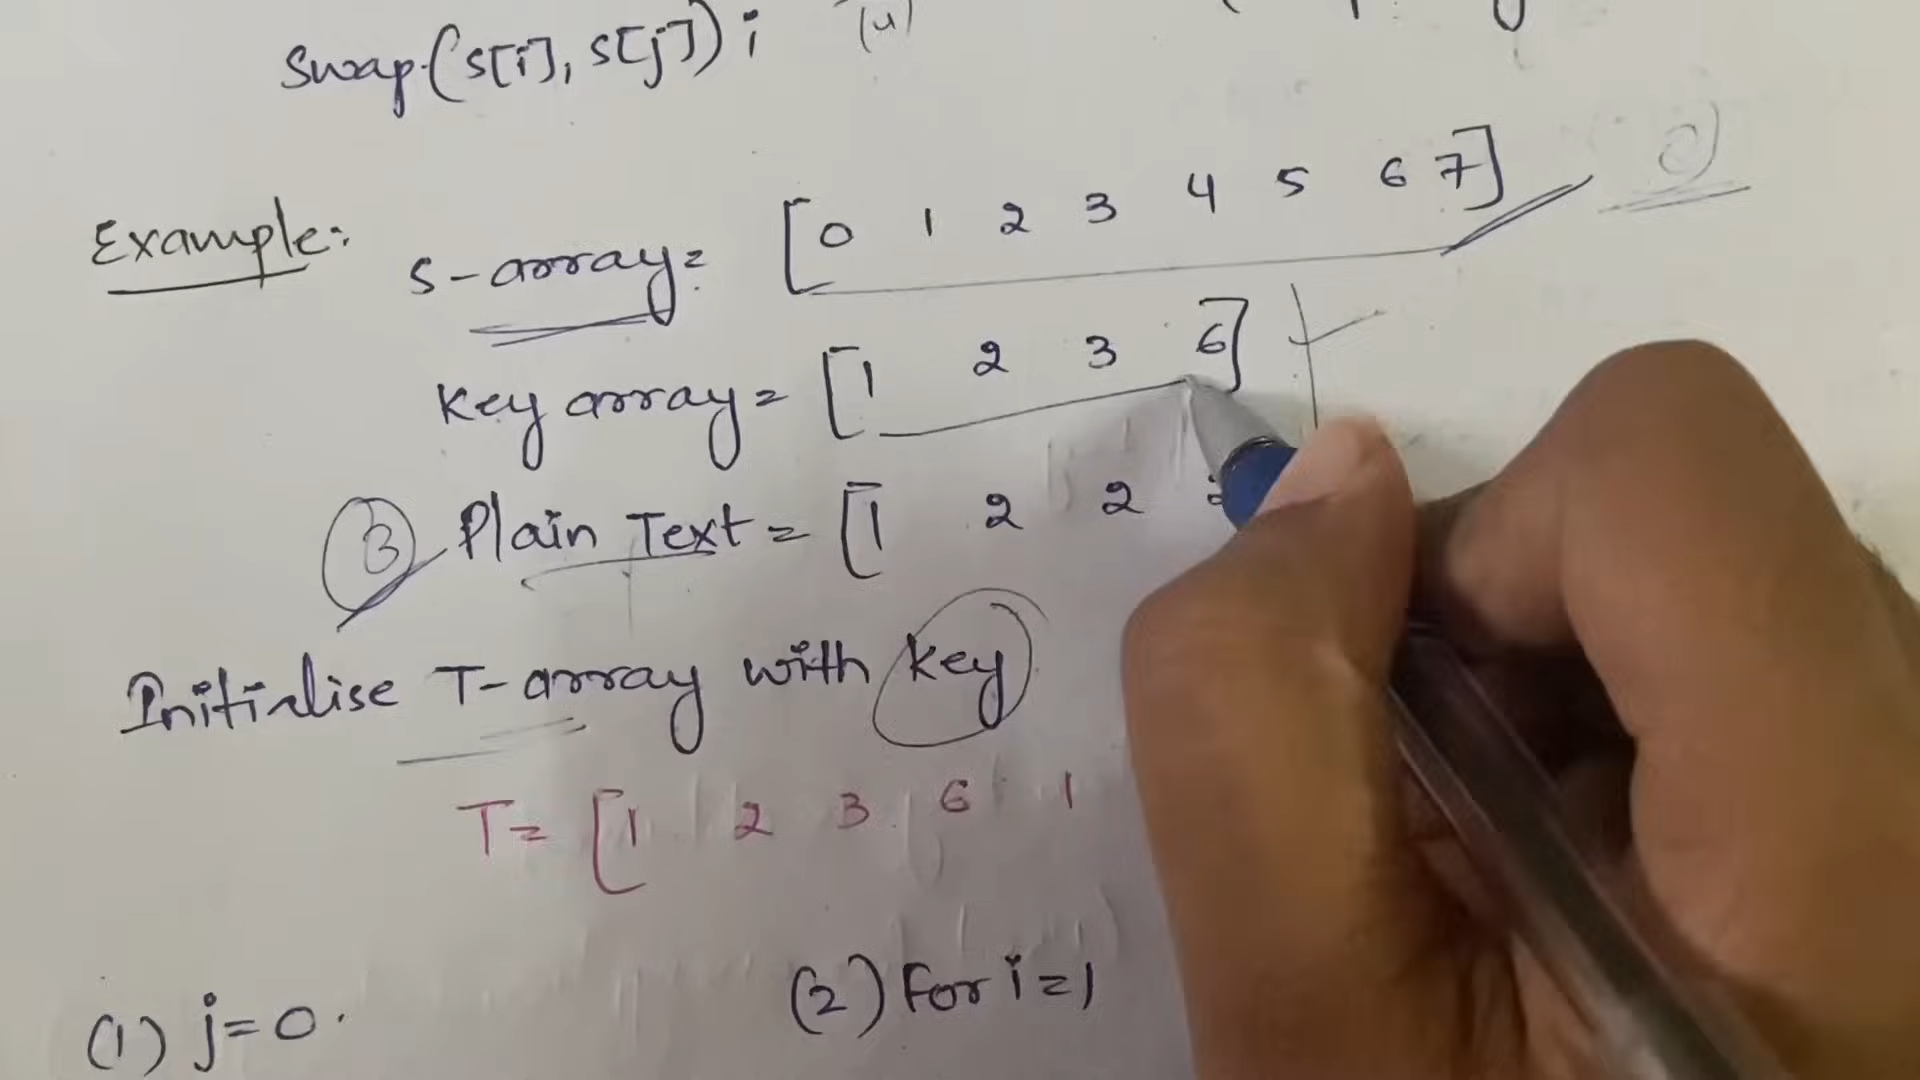 Swap(S[i], S[j]);
Example: S-array= [0 1 2 3 4 5 6 7]
Key array= [1 2 3 6]
3 Plain Text = [1 2 2
Initialise T-array with key
T= [1 2 3 6 1
(1) j=0. (2) For i=1